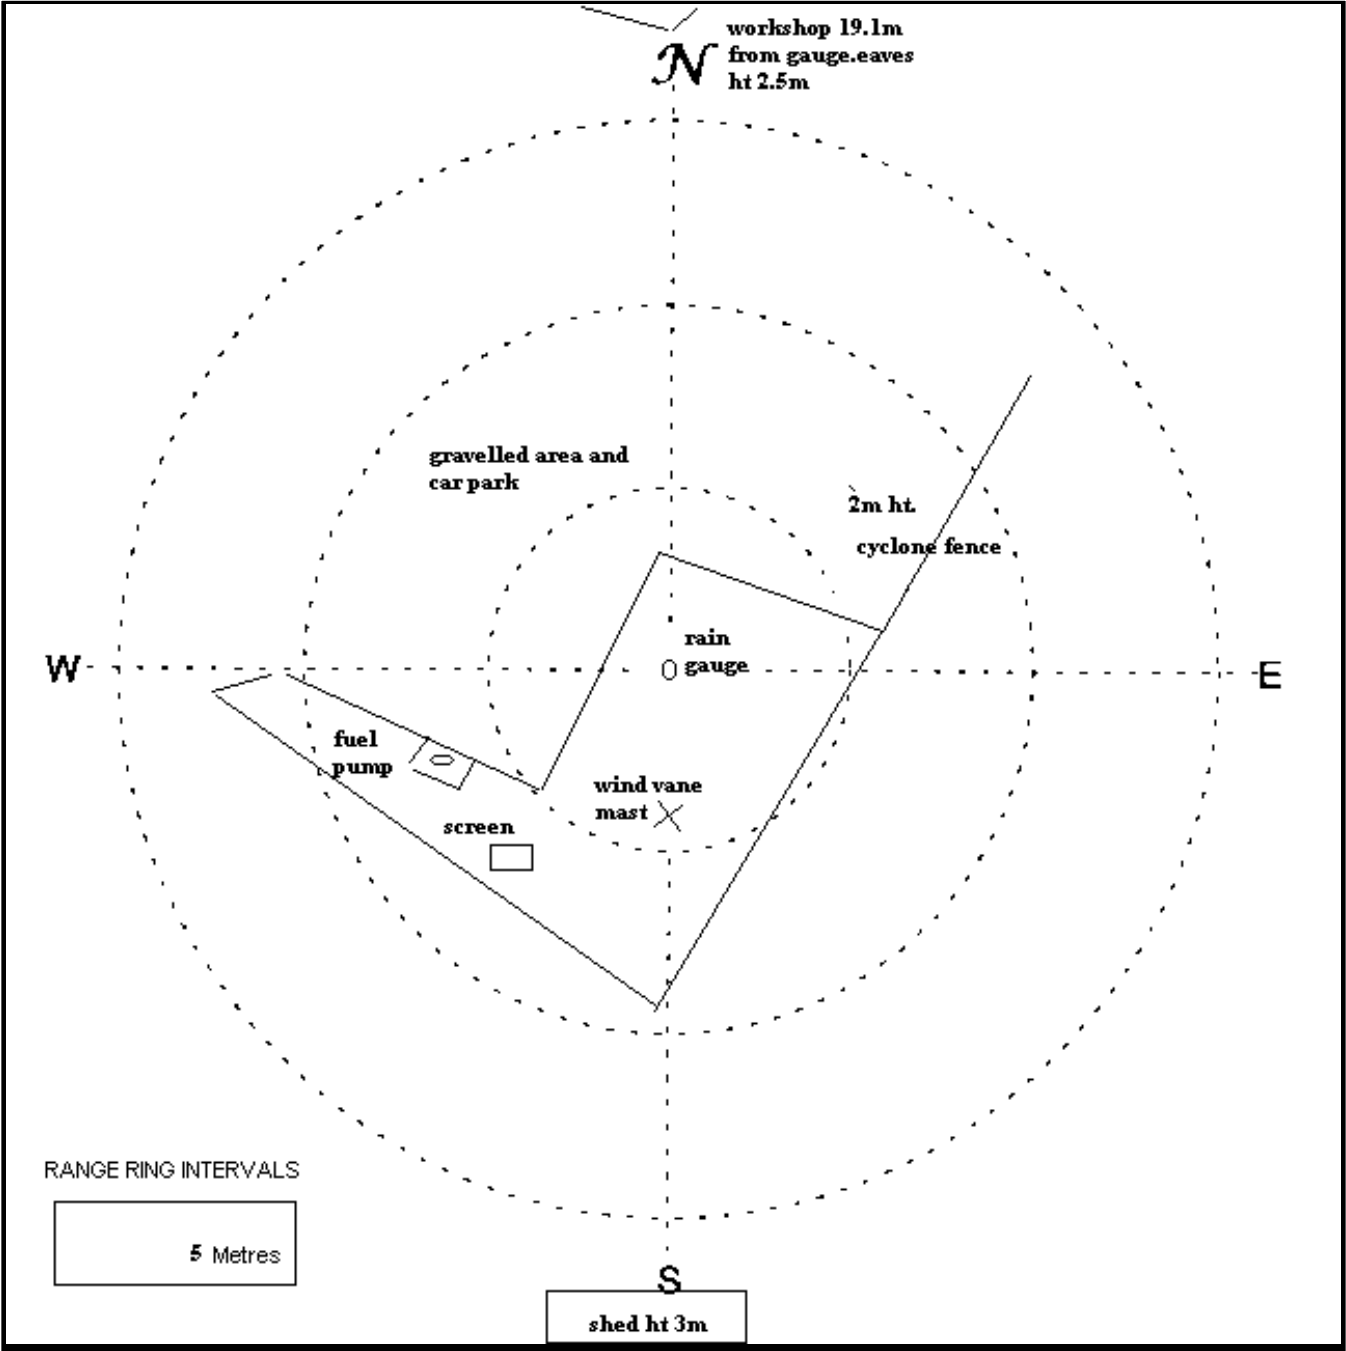 workshop 19.1m
from gauge.eaves
ht 2.5m
N
gravelled area and
car park
2m ht.
cyclone fence
rain
gauge
W
E
fuel
pump
wind vane
mast
screen
RANGE RING INTERVALS
5 Metres
S
shed ht 3m